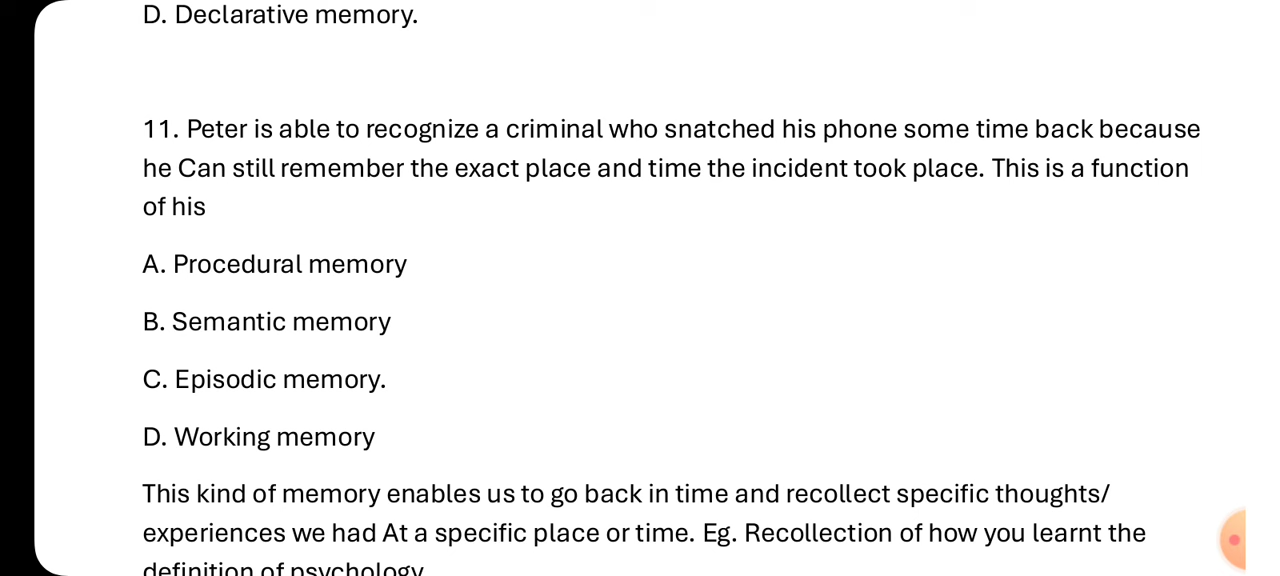 D. Declarative memory.
11. Peter is able to recognize a criminal who snatched his phone some time back because
he Can still remember the exact place and time the incident took place. This is a function
of his
A. Procedural memory
B. Semantic memory
C. Episodic memory.
D. Working memory
This kind of memory enables us to go back in time and recollect specific thoughts/
experiences we had At a specific place or time. Eg. Recollection of how you learnt the
definition of psychology